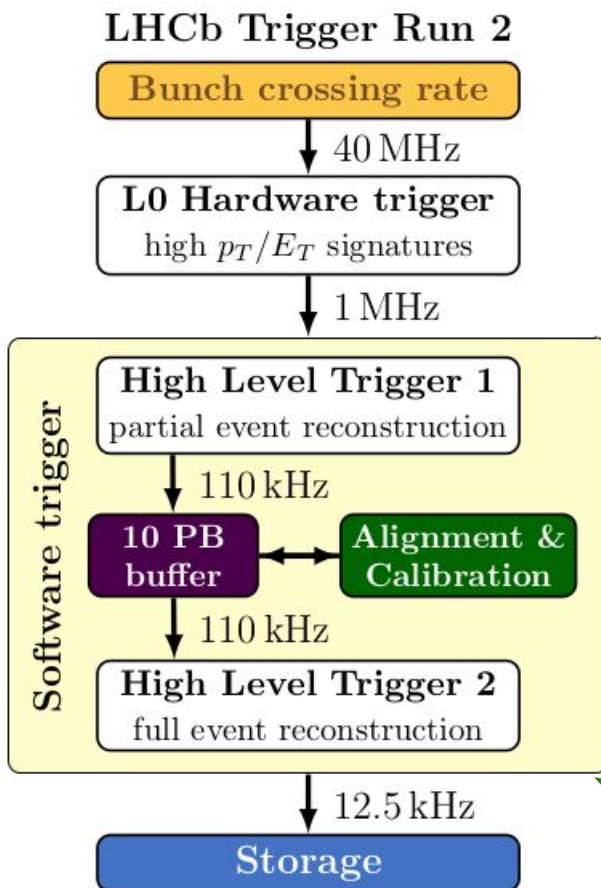 LHCb Trigger Run 2
Bunch crossing rate
40 MHz
L0 Hardware trigger
high p_T/E_T signatures
1 MHz
Software trigger
High Level Trigger 1
partial event reconstruction
110 kHz
10 PB
buffer
Alignment &
Calibration
110 kHz
High Level Trigger 2
full event reconstruction
12.5 kHz
Storage